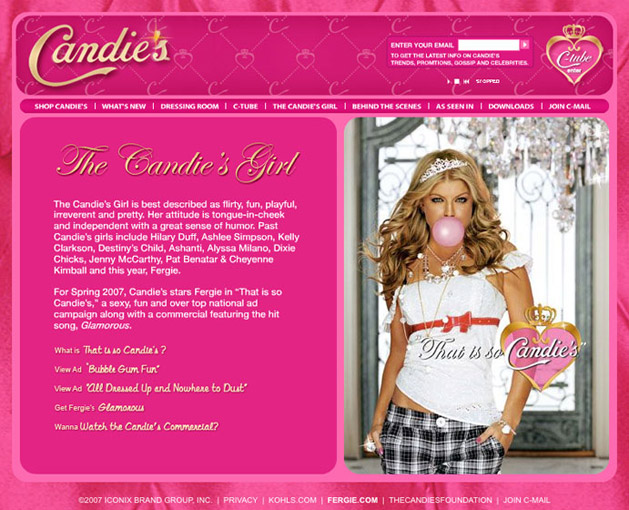 Candie's
ENTER YOUR EMAIL
TO GET THE LATEST INFO ON CANDIE'S
TRENDS, PROMTIONS, GOSSIP AND CELEBRITIES.
STOPPED
C-tube
enter
SHOP CANDIE'S | WHAT'S NEW | DRESSING ROOM | C-TUBE | THE CANDIE'S GIRL | BEHIND THE SCENES | AS SEEN IN | DOWNLOADS | JOIN C-MAIL
The Candie's Girl
The Candie's Girl is best described as flirty, fun, playful,
irreverent and pretty. Her attitude is tongue-in-cheek
and independent with a great sense of humor. Past
Candie's girls include Hilary Duff, Ashlee Simpson, Kelly
Clarkson, Destiny's Child, Ashanti, Alyssa Milano, Dixie
Chicks, Jenny McCarthy, Pat Benatar & Cheyenne
Kimball and this year, Fergie.
For Spring 2007, Candie's stars Fergie in "That is so
Candie's," a sexy, fun and over top national ad
campaign along with a commercial featuring the hit
song, Glamorous.
What is That is so Candie's ?
View Ad "Bubble Gum Fun"
View Ad "All Dressed Up and Nowhere to Dust"
Get Fergie's Glamorous
Wanna Watch the Candie's Commercial?
"That is so Candie's"
©2007 ICONIX BRAND GROUP, INC. | PRIVACY | KOHLS.COM | FERGIE.COM | THECANDIESFOUNDATION | JOIN C-MAIL